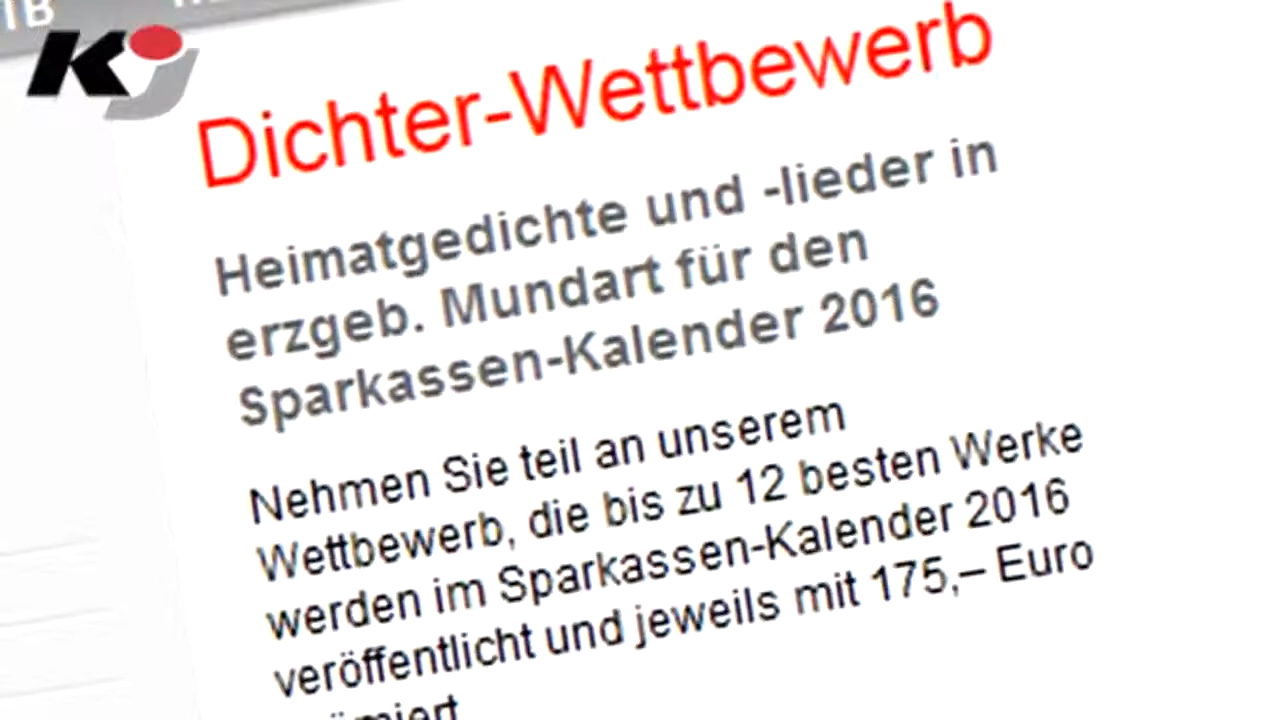 KJ
Dichter-Wettbewerb
Heimatgedichte und -lieder in
erzgeb. Mundart für den
Sparkassen-Kalender 2016
Nehmen Sie teil an unserem
Wettbewerb, die bis zu 12 besten Werke
werden im Sparkassen-Kalender 2016
veröffentlicht und jeweils mit 175,– Euro